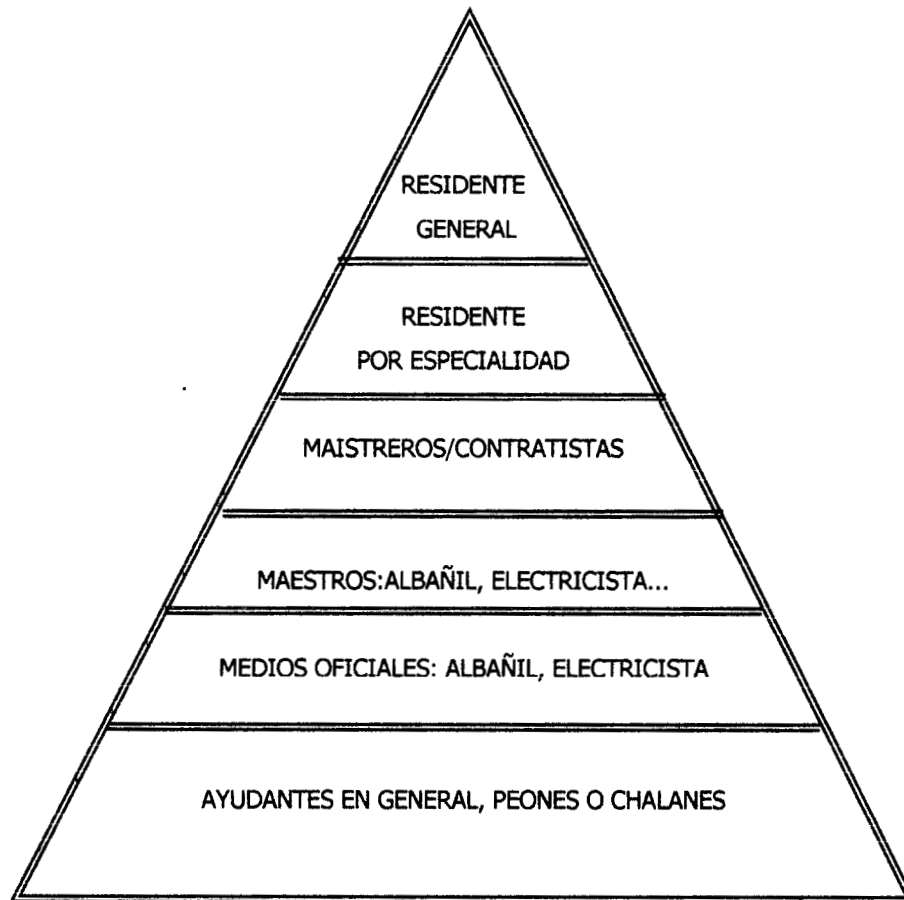 RESIDENTE
GENERAL
RESIDENTE
POR ESPECIALIDAD
MAISTREROS/CONTRATISTAS
MAESTROS:ALBAÑIL, ELECTRICISTA...
MEDIOS OFICIALES: ALBAÑIL, ELECTRICISTA
AYUDANTES EN GENERAL, PEONES O CHALANES